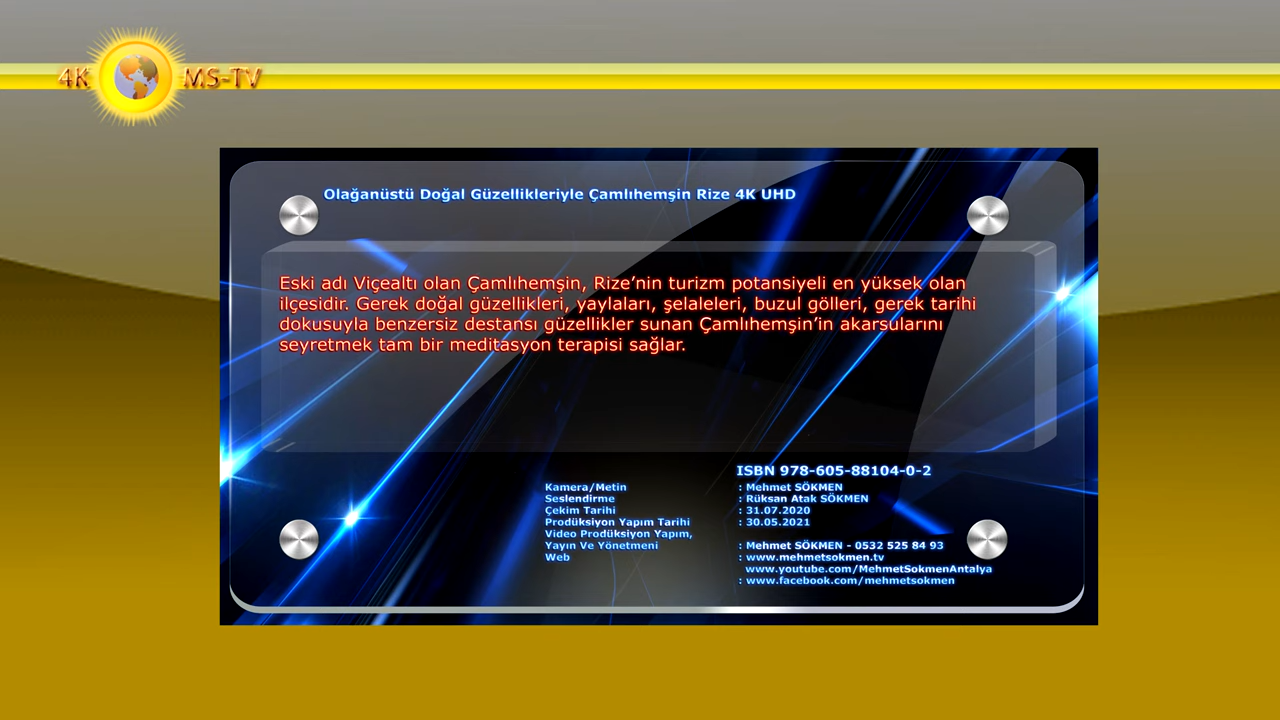 4K MS-TV
Olağanüstü Doğal Güzellikleriyle Çamlıhemşin Rize 4K UHD
Eski adı Viçealtı olan Çamlıhemşin, Rize’nin turizm potansiyeli en yüksek olan
ilçesidir. Gerek doğal güzellikleri, yaylaları, şelaleleri, buzul gölleri, gerek tarihi
dokusuyla benzersiz destansı güzellikler sunan Çamlıhemşin’in akarsularını
seyretmek tam bir meditasyon terapisi sağlar.
ISBN 978-605-88104-0-2
Kamera/Metin : Mehmet SÖKMEN
Seslendirme : Rüksan Atak SÖKMEN
Çekim Tarihi : 31.07.2020
Prodüksiyon Yapım Tarihi : 30.05.2021
Video Prodüksiyon Yapım,
Yayın Ve Yönetmeni : Mehmet SÖKMEN - 0532 525 84 93
Web : www.mehmetsokmen.tv
www.youtube.com/MehmetSokmenAntalya
: www.facebook.com/mehmetsokmen